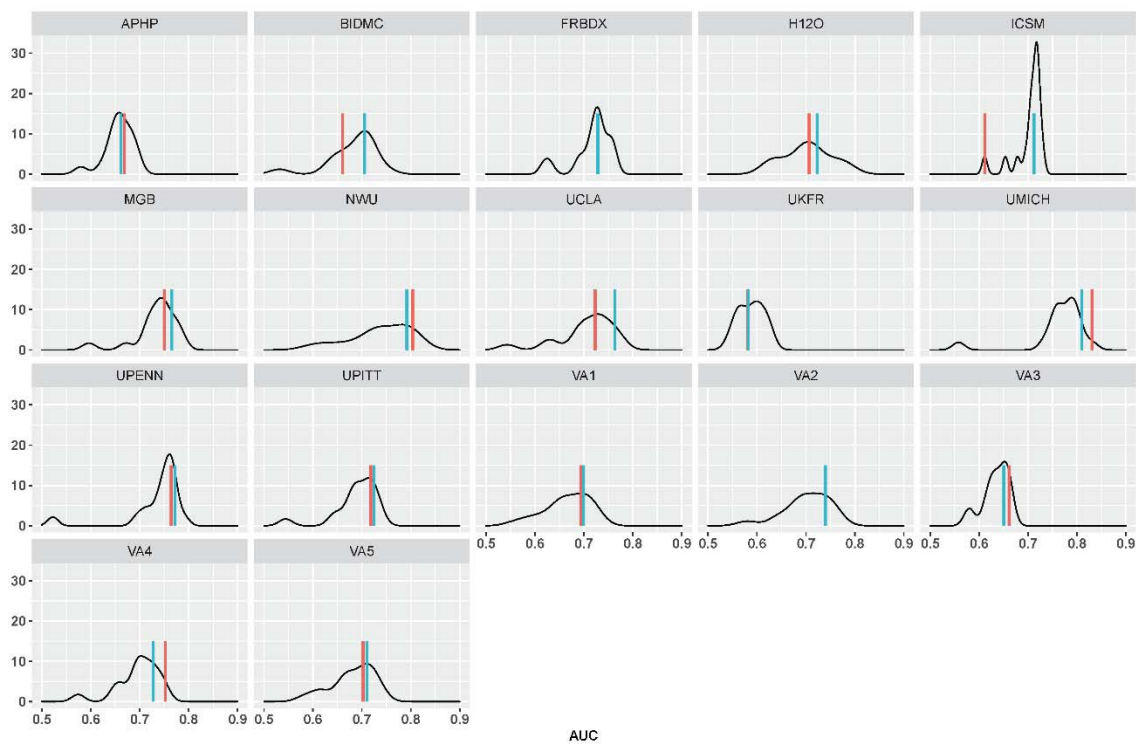 APHP BIDMC FRBDX H12O ICSM
30
20
10
0
MGB NWU UCLA UKFR UMICH
30
20
10
0
UPENN UPITT VA1 VA2 VA3
30
20
10
0
0.5 0.6 0.7 0.8 0.9 0.5 0.6 0.7 0.8 0.9 0.5 0.6 0.7 0.8 0.9
VA4 VA5
30
20
10
0
0.5 0.6 0.7 0.8 0.9 0.5 0.6 0.7 0.8 0.9
AUC